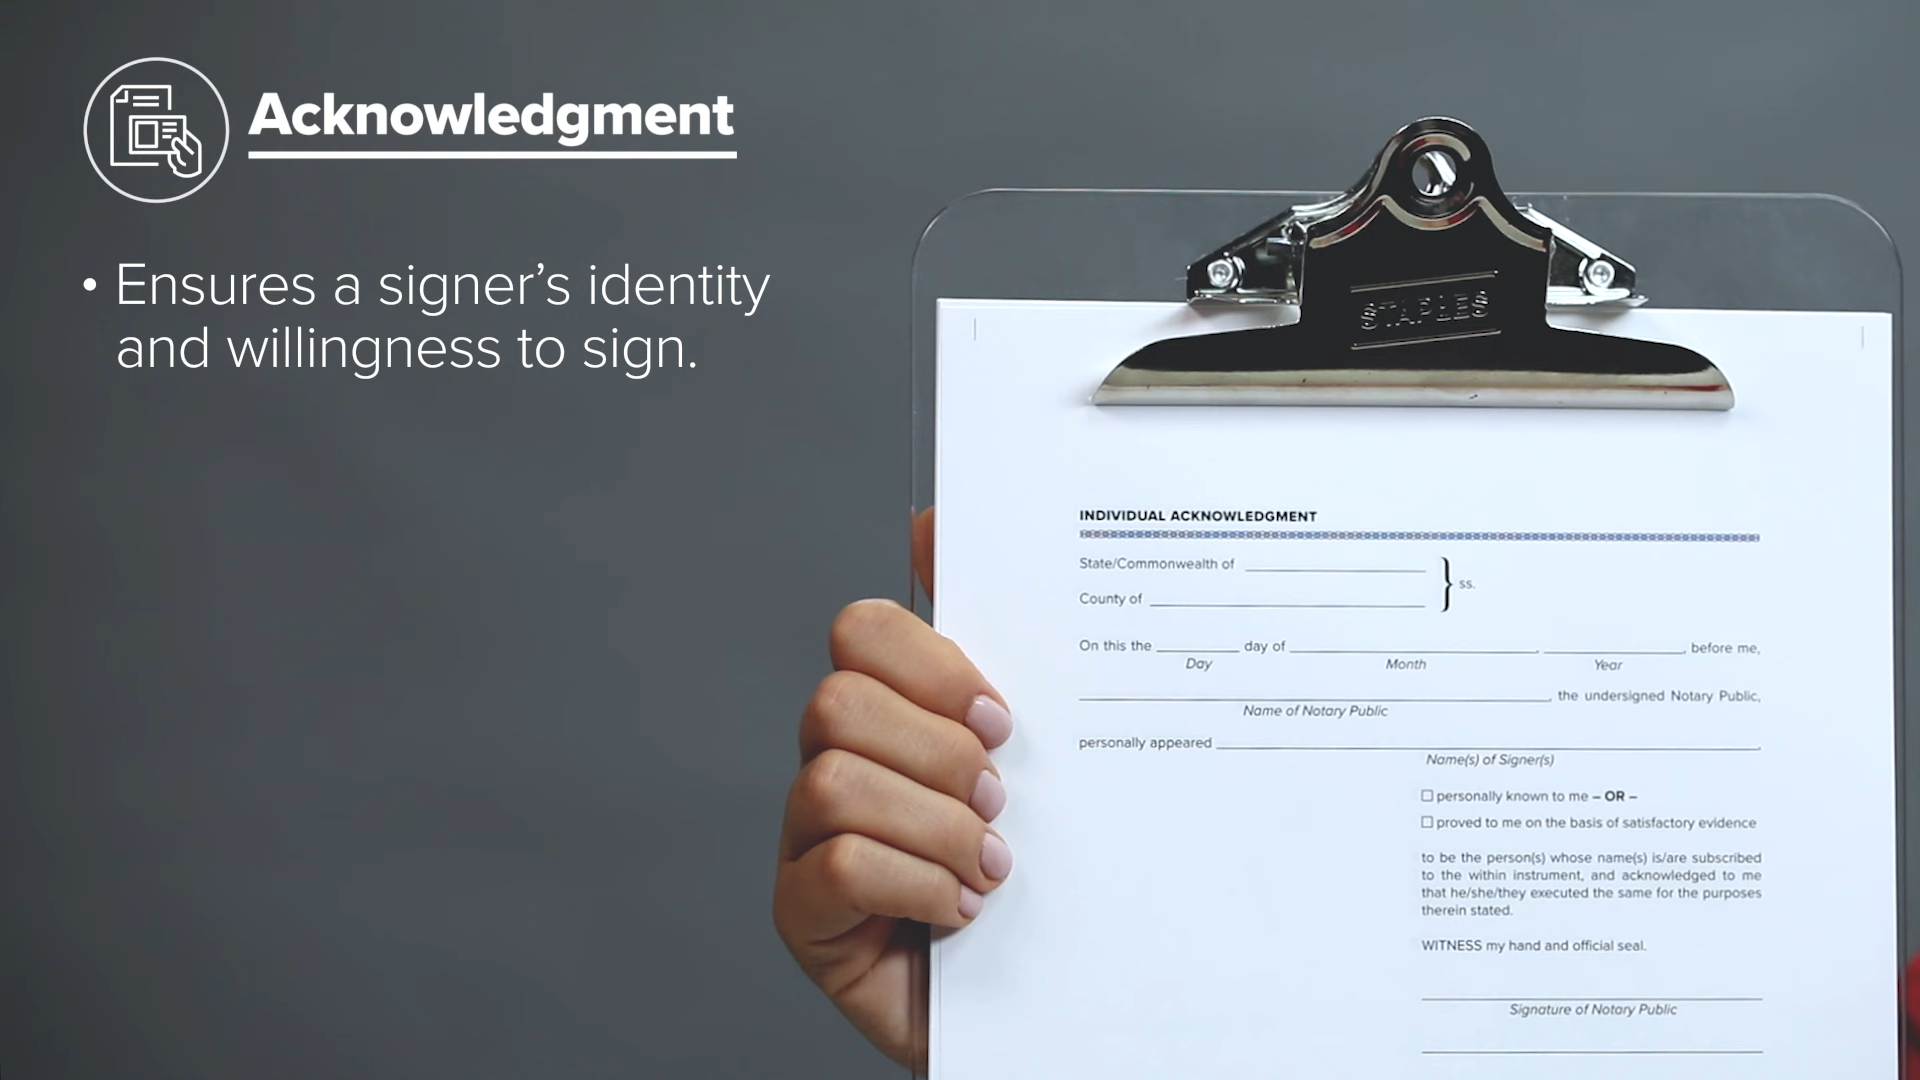 Acknowledgment
• Ensures a signer’s identity
and willingness to sign.
STAPLES
INDIVIDUAL ACKNOWLEDGMENT
State/Commonwealth of
ss.
County of
On this the day of , , before me,
Day Month Year
, the undersigned Notary Public,
Name of Notary Public
personally appeared ,
Name(s) of Signer(s)
☐ personally known to me – OR –
☐ proved to me on the basis of satisfactory evidence
to be the person(s) whose name(s) is/are subscribed
to the within instrument, and acknowledged to me
that he/she/they executed the same for the purposes
therein stated.
WITNESS my hand and official seal.
Signature of Notary Public